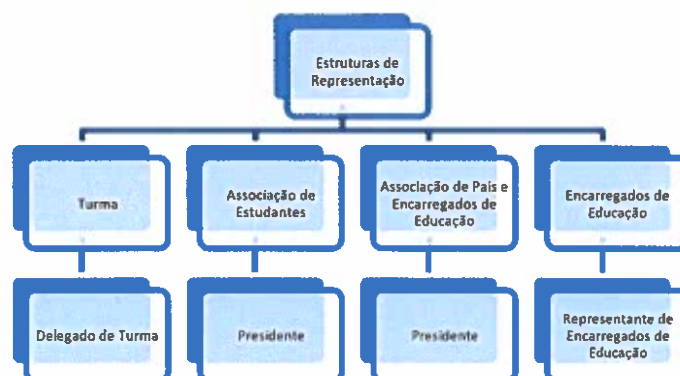 Estruturas de
Representação
Turma
Associação de
Estudantes
Associação de País e
Encarregados de
Educação
Encarregados de
Educação
Delegado de Turma
Presidente
Presidente
Representante de
Encarregados de
Educação